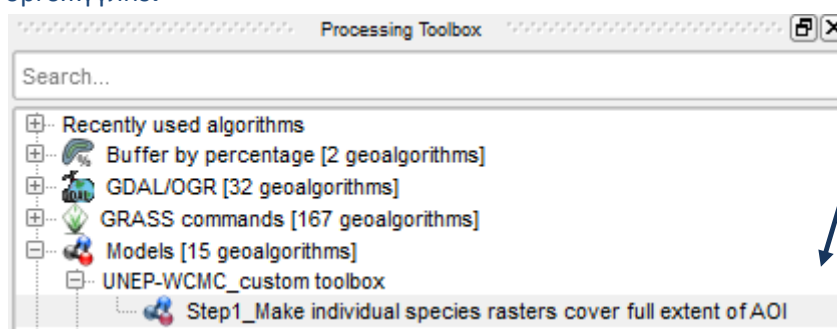 Processing Toolbox
Search...
Recently used algorithms
Buffer by percentage [2 geoalgorithms]
GDAL/OGR [32 geoalgorithms]
GRASS commands [167 geoalgorithms]
Models [15 geoalgorithms]
UNEP-WCMC_custom toolbox
Step1_Make individual species rasters cover full extent of AOI